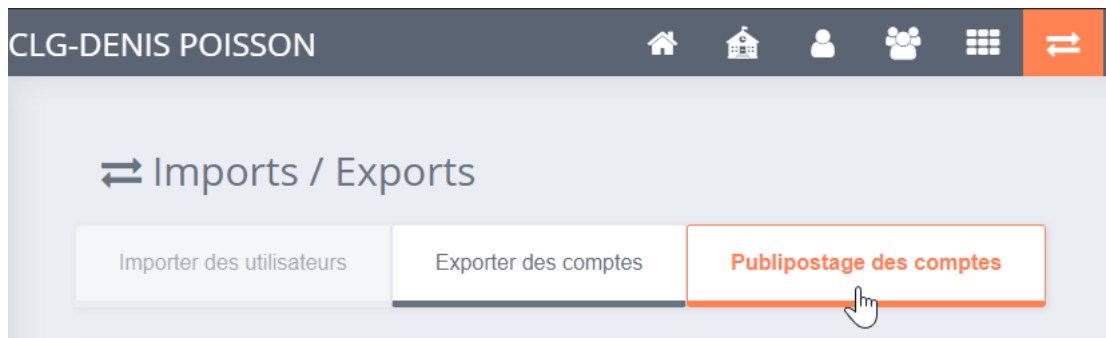 CLG-DENIS POISSON
Imports / Exports
Importer des utilisateurs
Exporter des comptes
Publipostage des comptes